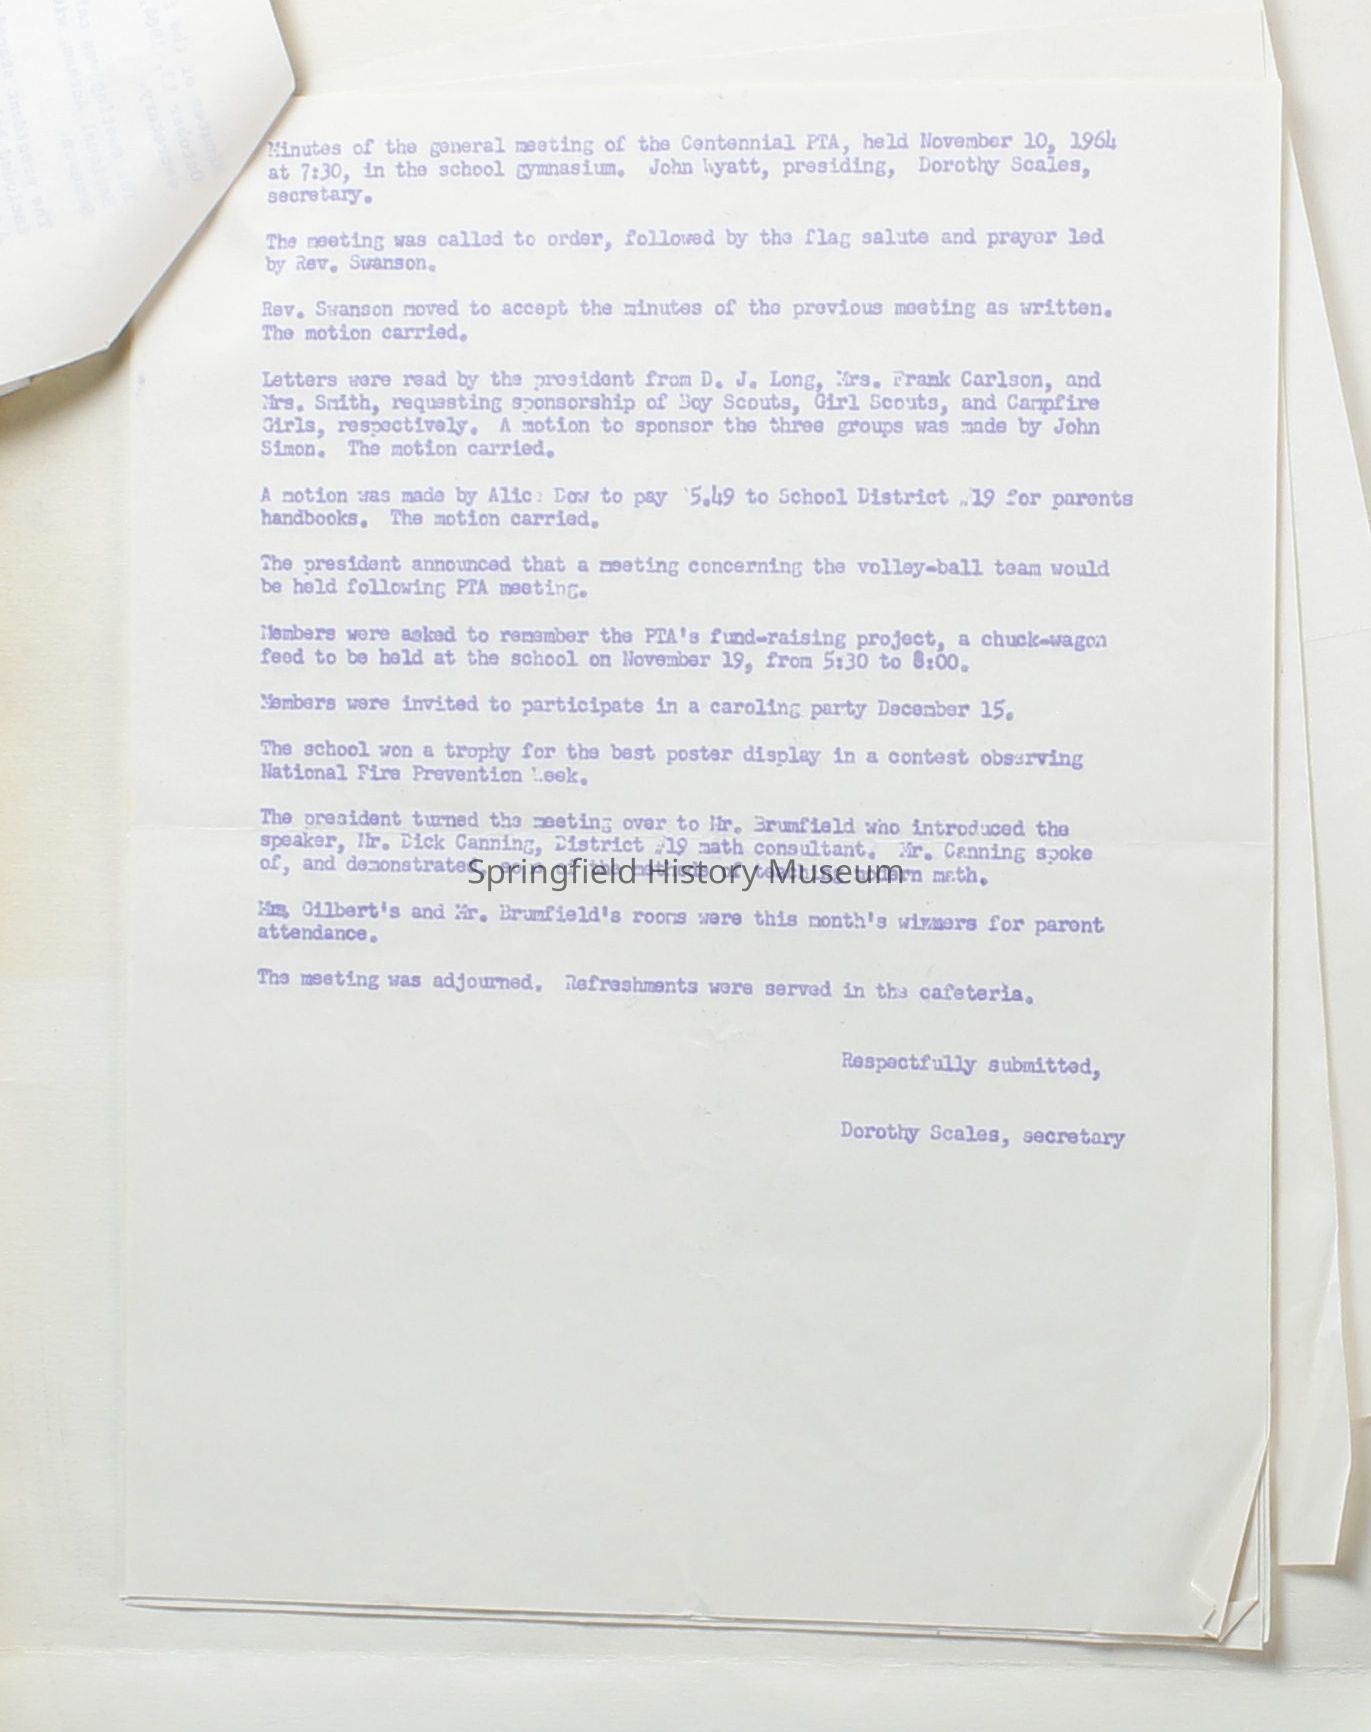 Minutes of the general meeting of the Centennial PTA, held November 10, 1964
at 7:30, in the school gymnasium. John Wyatt, presiding, Dorothy Scales,
secretary.
The meeting was called to order, followed by the flag salute and prayer led
by Rev. Swanson.
Rev. Swanson moved to accept the minutes of the previous meeting as written.
The motion carried.
Letters were read by the president from D. J. Long, Mrs. Frank Carlson, and
Mrs. Smith, requesting sponsorship of Boy Scouts, Girl Scouts, and Campfire
Girls, respectively. A motion to sponsor the three groups was made by John
Simon. The motion carried.
A motion was made by Alice Dow to pay $5.49 to School District #19 for parents
handbooks. The motion carried.
The president announced that a meeting concerning the volley-ball team would
be held following PTA meeting.
Members were asked to remember the PTA's fund-raising project, a chuck-wagon
feed to be held at the school on November 19, from 5:30 to 8:00.
Members were invited to participate in a caroling party December 15.
The school won a trophy for the best poster display in a contest observing
National Fire Prevention Week.
The president turned the meeting over to Mr. Brumfield who introduced the
speaker, Mr. Dick Canning, District #19 math consultant. Mr. Canning spoke
of, and demonstrated, some of the methods of teaching modern math.
Springfield History Museum
Mrs. Gilbert's and Mr. Brumfield's rooms were this month's winners for parent
attendance.
The meeting was adjourned. Refreshments were served in the cafeteria.
Respectfully submitted,
Dorothy Scales, secretary